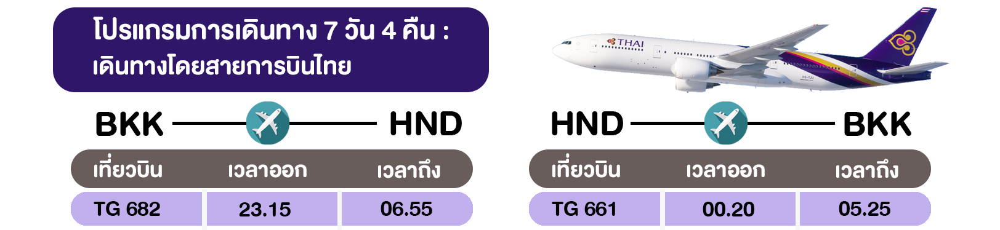 โปรแกรมการเดินทาง 7 วัน 4 คืน :
เดินทางโดยสายการบินไทย
THAI
HS-TJU
BKK HND
เที่ยวบิน เวลาออก เวลาถึง
TG 682 23.15 06.55
HND BKK
เที่ยวบิน เวลาออก เวลาถึง
TG 661 00.20 05.25